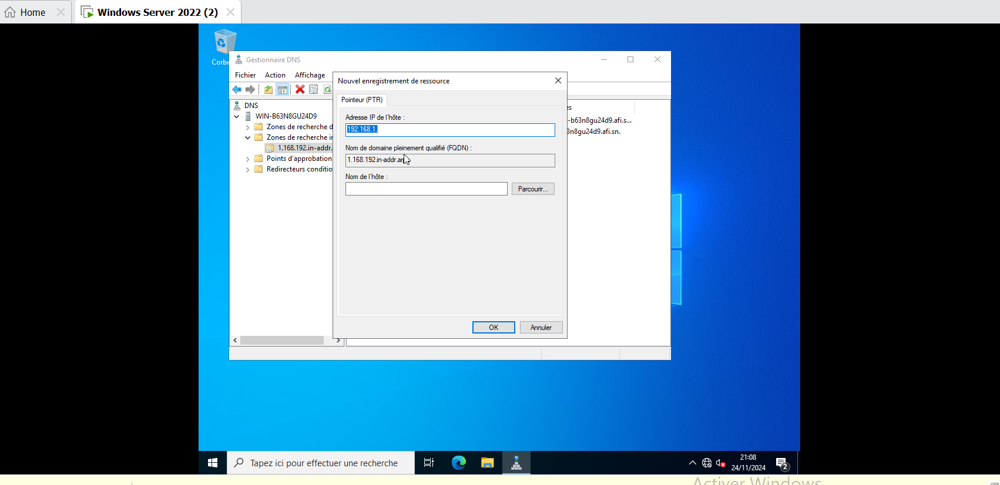 Home
Windows Server 2022 (2)
Corbe
Gestionnaire DNS
Fichier Action Affichage
Nouvel enregistrement de ressource
Pointeur (PTR)
DNS
WIN-B63N8GU24D9
Zones de recherche d
Zones de recherche in
1.168.192.in-addr.
Points d'approbation
Redirecteurs conditio
es
-b63n8gu24d9.afi.s...
3n8gu24d9.afi.sn.
Adresse IP de l'hôte :
192.168.1.
Nom de domaine pleinement qualifié (FQDN) :
1.168.192.in-addr.arp
Nom de l'hôte :
Parcourir...
OK
Annuler
Tapez ici pour effectuer une recherche
21:08
24/11/2024
2
Activer Windows